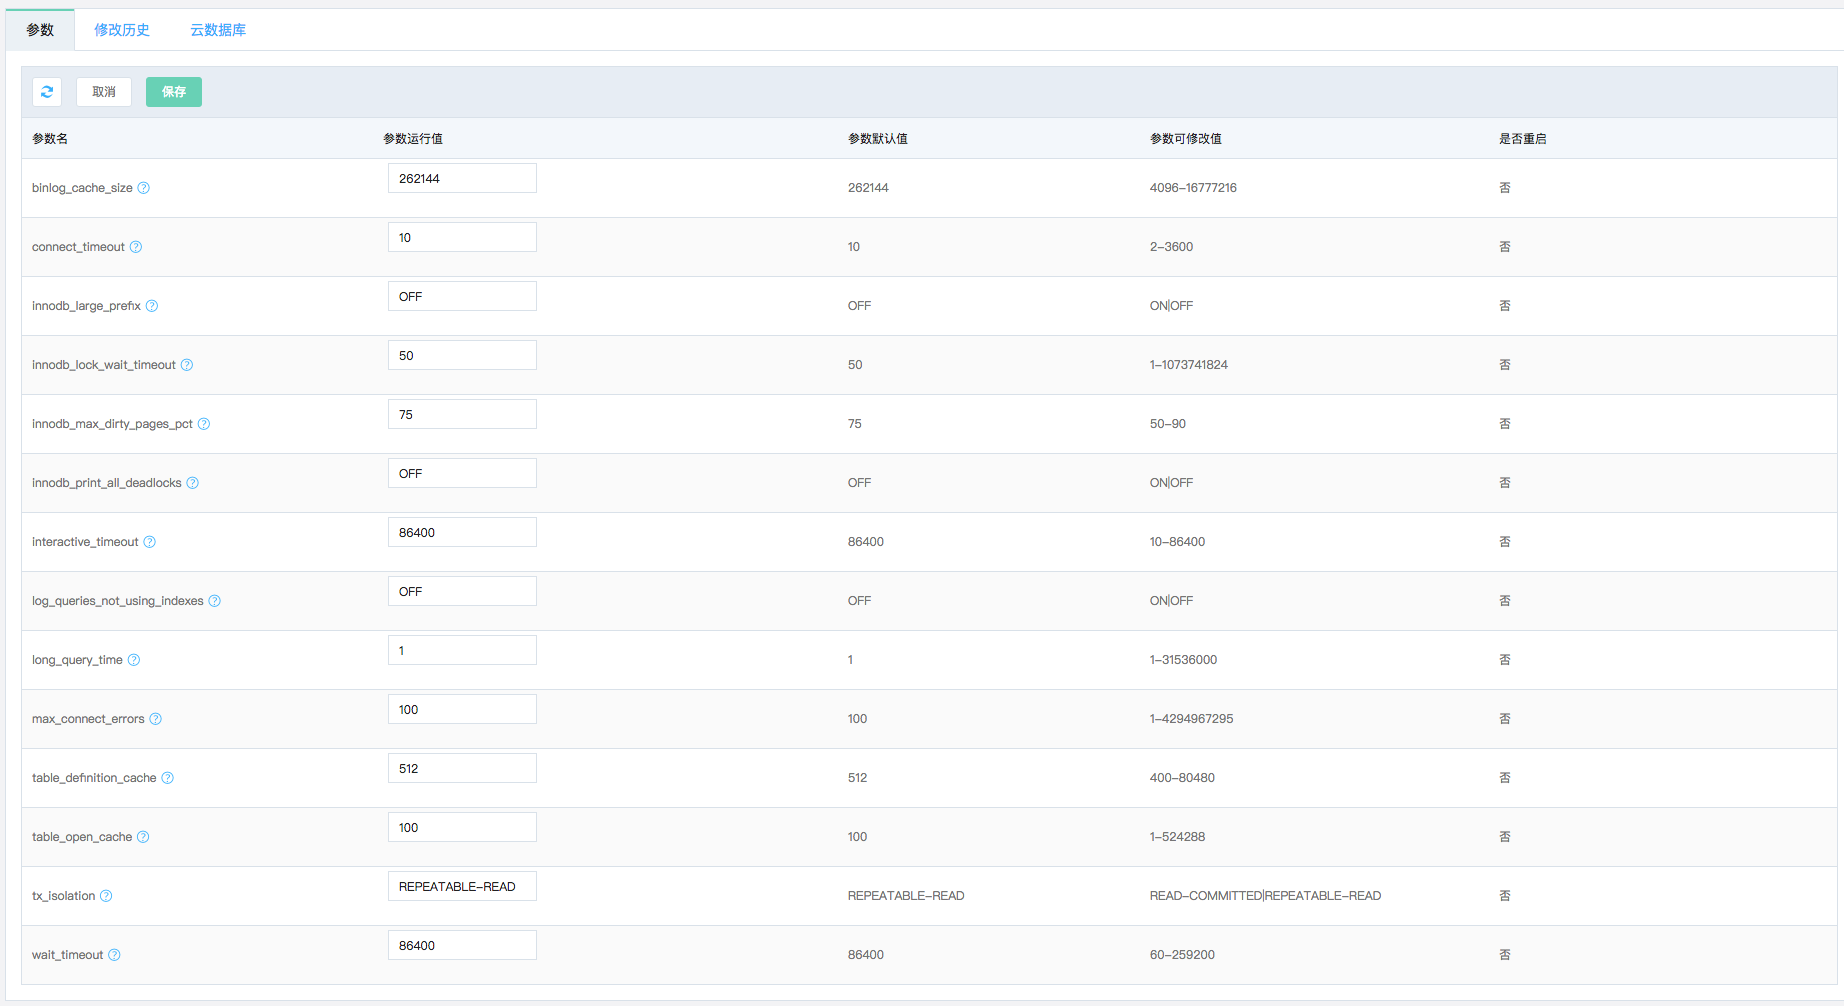 参数 修改历史 云数据库
取消 保存
参数名 参数运行值 参数默认值 参数可修改值 是否重启
binlog_cache_size 262144 262144 4096-16777216 否
connect_timeout 10 10 2-3600 否
innodb_large_prefix OFF OFF ON|OFF 否
innodb_lock_wait_timeout 50 50 1-1073741824 否
innodb_max_dirty_pages_pct 75 75 50-90 否
innodb_print_all_deadlocks OFF OFF ON|OFF 否
interactive_timeout 86400 86400 10-86400 否
log_queries_not_using_indexes OFF OFF ON|OFF 否
long_query_time 1 1 1-31536000 否
max_connect_errors 100 100 1-4294967295 否
table_definition_cache 512 512 400-80480 否
table_open_cache 100 100 1-524288 否
tx_isolation REPEATABLE-READ REPEATABLE-READ READ-COMMITTED|REPEATABLE-READ 否
wait_timeout 86400 86400 60-259200 否